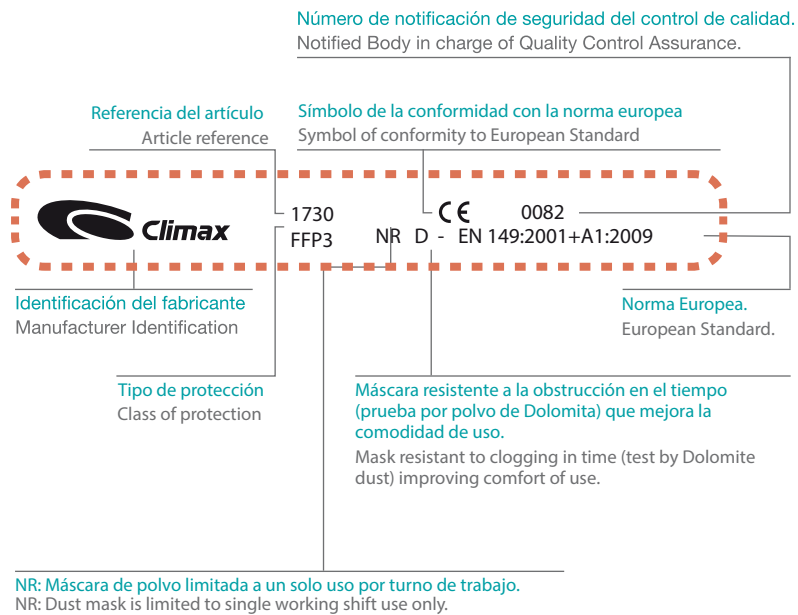 Número de notificación de seguridad del control de calidad.
Notified Body in charge of Quality Control Assurance.
Referencia del artículo
Article reference
Símbolo de la conformidad con la norma europea
Symbol of conformity to European Standard
Climax
1730
CE 0082
FFP3 NR D - EN 149:2001+A1:2009
Identificación del fabricante
Manufacturer Identification
Norma Europea.
European Standard.
Tipo de protección
Class of protection
Máscara resistente a la obstrucción en el tiempo
(prueba por polvo de Dolomita) que mejora la
comodidad de uso.
Mask resistant to clogging in time (test by Dolomite
dust) improving comfort of use.
NR: Máscara de polvo limitada a un solo uso por turno de trabajo.
NR: Dust mask is limited to single working shift use only.